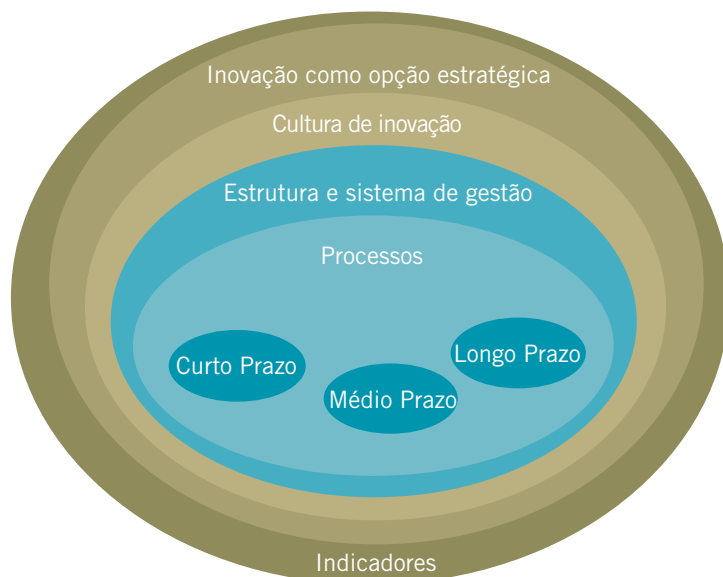 Inovação como opção estratégica
Cultura de inovação
Estrutura e sistema de gestão
Processos
Curto Prazo
Médio Prazo
Longo Prazo
Indicadores